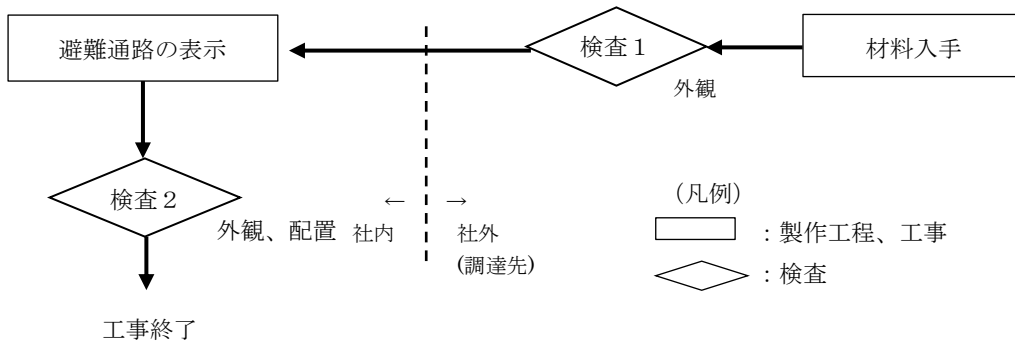 避難通路の表示
検査１
材料入手
外観
検査２
外観、配置
← →
社内
社外
(調達先)
(凡例)
：製作工程、工事
：検査
工事終了